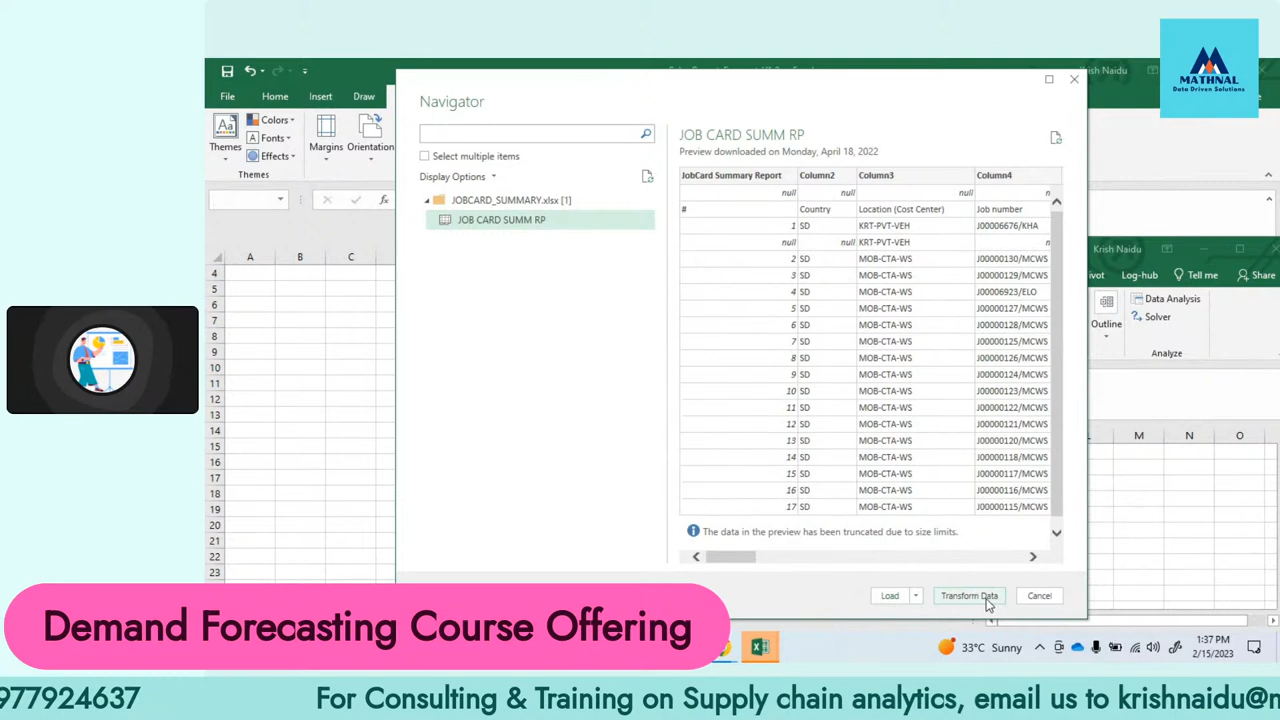 File Home Insert Draw
Krish Naidu
MATHNAL
Data Driven Solutions
Themes
Colors
Fonts
Effects
Themes
Margins
Orientation
A B C
4
5
6
7
8
9
10
11
12
13
14
15
16
17
18
19
20
21
22
23
Navigator
Select multiple items
Display Options
JOBCARD_SUMMARY.xlsx [1]
JOB CARD SUMM RP
JOB CARD SUMM RP
Preview downloaded on Monday, April 18, 2022
JobCard Summary Report Column2 Column3 Column4
null null null n
# Country Location (Cost Center) Job number
1 SD KRT-PVT-VEH J00006676/KHA
null null KRT-PVT-VEH n
2 SD MOB-CTA-WS J00000130/MCWS
3 SD MOB-CTA-WS J00000129/MCWS
4 SD MOB-CTA-WS J00006923/ELO
5 SD MOB-CTA-WS J00000127/MCWS
6 SD MOB-CTA-WS J00000128/MCWS
7 SD MOB-CTA-WS J00000125/MCWS
8 SD MOB-CTA-WS J00000126/MCWS
9 SD MOB-CTA-WS J00000124/MCWS
10 SD MOB-CTA-WS J00000123/MCWS
11 SD MOB-CTA-WS J00000122/MCWS
12 SD MOB-CTA-WS J00000121/MCWS
13 SD MOB-CTA-WS J00000120/MCWS
14 SD MOB-CTA-WS J00000118/MCWS
15 SD MOB-CTA-WS J00000117/MCWS
16 SD MOB-CTA-WS J00000116/MCWS
17 SD MOB-CTA-WS J00000115/MCWS
The data in the preview has been truncated due to size limits.
Load Transform Data Cancel
Krish Naidu
ivot Log-hub Tell me Share
Outline
Data Analysis
Solver
Analyze
M N O
Demand Forecasting Course Offering
33°C Sunny
1:37 PM
2/15/2023
977924637 For Consulting & Training on Supply chain analytics, email us to krishnaidu@m